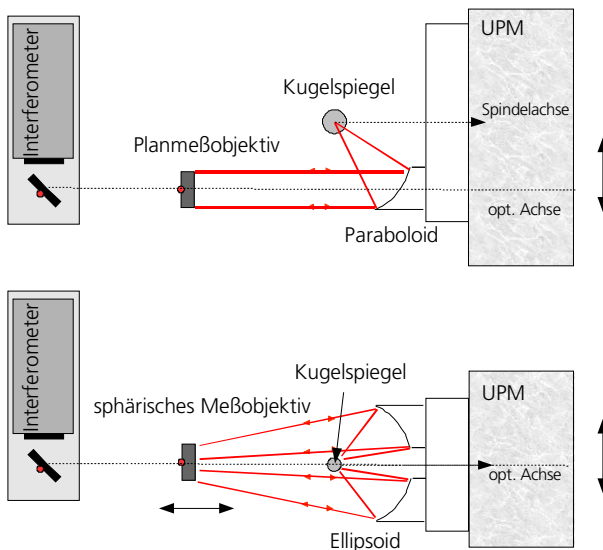 UPM
Interferometer
Kugelspiegel
Spindelachse
Planmeßobjektiv
opt. Achse
Paraboloid
Interferometer
Kugelspiegel
UPM
sphärisches Meßobjektiv
opt. Achse
Ellipsoid